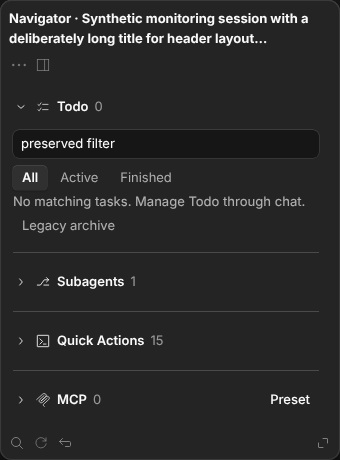 Navigator · Synthetic monitoring session with a
deliberately long title for header layout...
Todo 0
preserved filter
All Active Finished
No matching tasks. Manage Todo through chat.
Legacy archive
Subagents 1
Quick Actions 15
MCP 0 Preset